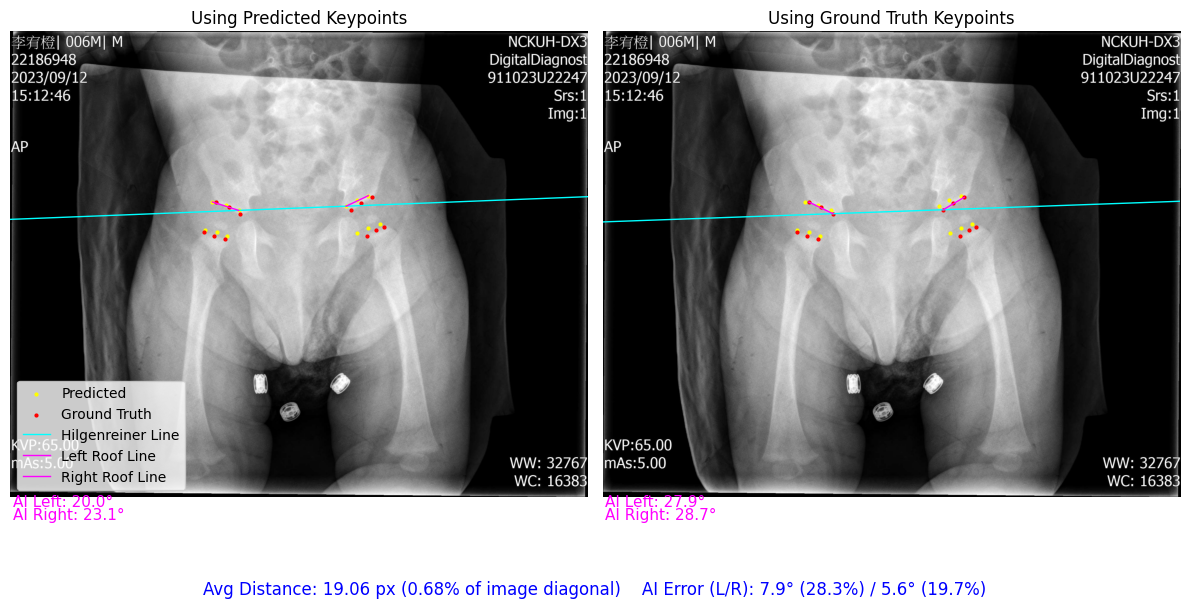 Using Predicted Keypoints
李宥橙| 006M| M
22186948
2023/09/12
15:12:46
AP
NCKUH-DX3
DigitalDiagnost
911023U22247
Srs:1
Img:1
Predicted
Ground Truth
Hilgenreiner Line
Left Roof Line
Right Roof Line
KVP:65.00
mAs:5.00
WW: 32767
WC: 16383
AI Left: 20.0°
AI Right: 23.1°
Using Ground Truth Keypoints
李宥橙| 006M| M
22186948
2023/09/12
15:12:46
AP
NCKUH-DX3
DigitalDiagnost
911023U22247
Srs:1
Img:1
KVP:65.00
mAs:5.00
WW: 32767
WC: 16383
AI Left: 27.9°
AI Right: 28.7°
Avg Distance: 19.06 px (0.68% of image diagonal) AI Error (L/R): 7.9° (28.3%) / 5.6° (19.7%)